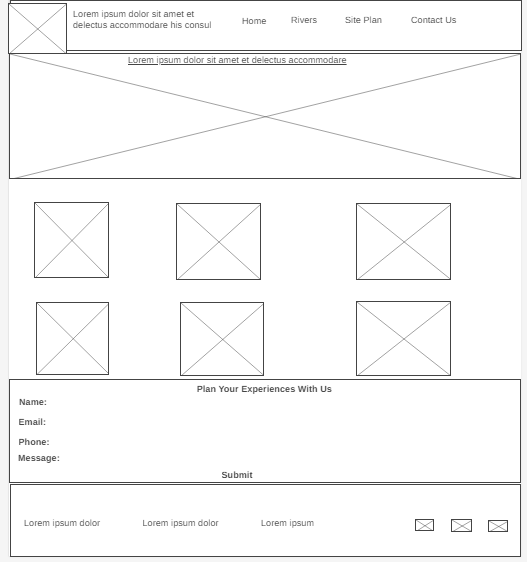 Lorem ipsum dolor sit amet et
delectus accommodare his consul
Home Rivers Site Plan Contact Us
Lorem ipsum dolor sit amet et delectus accommodare
Plan Your Experiences With Us
Name:
Email:
Phone:
Message:
Submit
Lorem ipsum dolor Lorem ipsum dolor Lorem ipsum